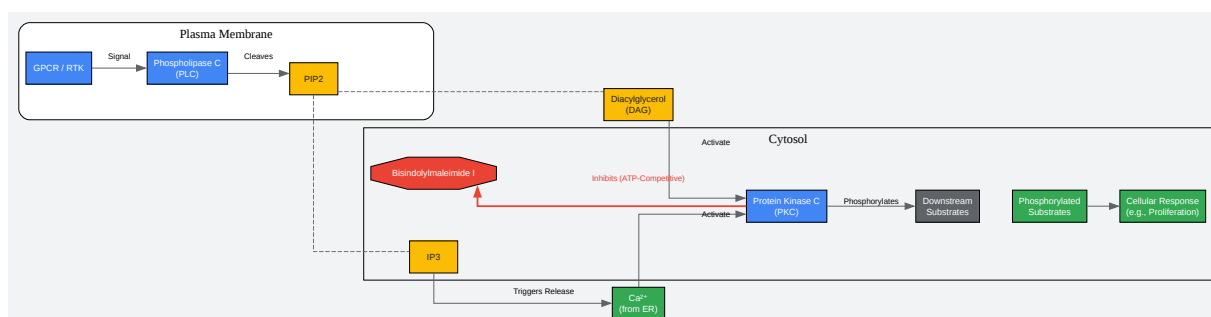 Plasma Membrane
GPCR / RTK
Signal
Phospholipase C
(PLC)
Cleaves
PIP2
Diacylglycerol
(DAG)
Cytosol
Activate
Bisindolylmaleimide I
Inhibits (ATP-Competitive)
Protein Kinase C
(PKC)
Phosphorylates
Downstream
Substrates
Phosphorylated
Substrates
Cellular Response
(e.g., Proliferation)
Activate
IP3
Triggers Release
Ca²⁺
(from ER)